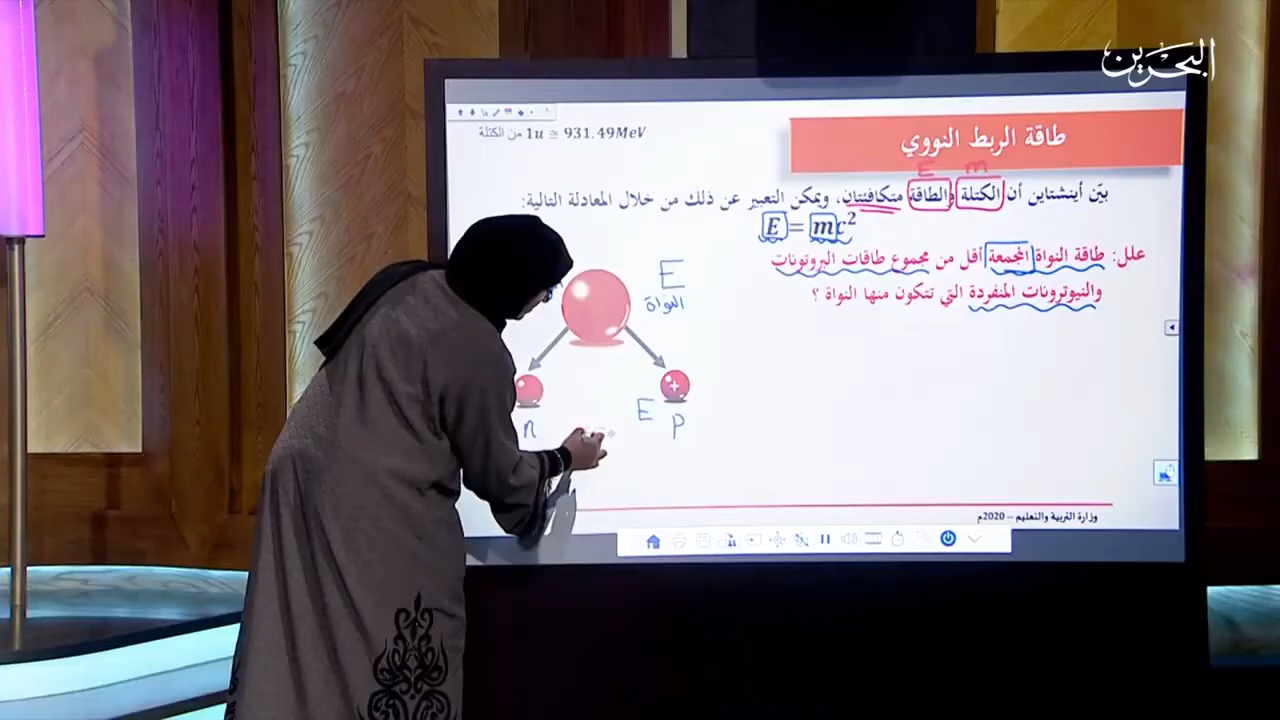 البحرين
طاقة الربط النووي
1u ≃ 931.49MeV من الكتلة
E m
بيّن أينشتاين أن الكتلة والطاقة متكافئتان، ويمكن التعبير عن ذلك من خلال المعادلة التالية:
E = mc²
علل: طاقة النواة المجمعة أقل من مجموع طاقات البروتونات
والنيوترونات المنفردة التي تتكون منها النواة ؟
E
النواة
+
E
n p
وزارة التربية والتعليم – 2020م